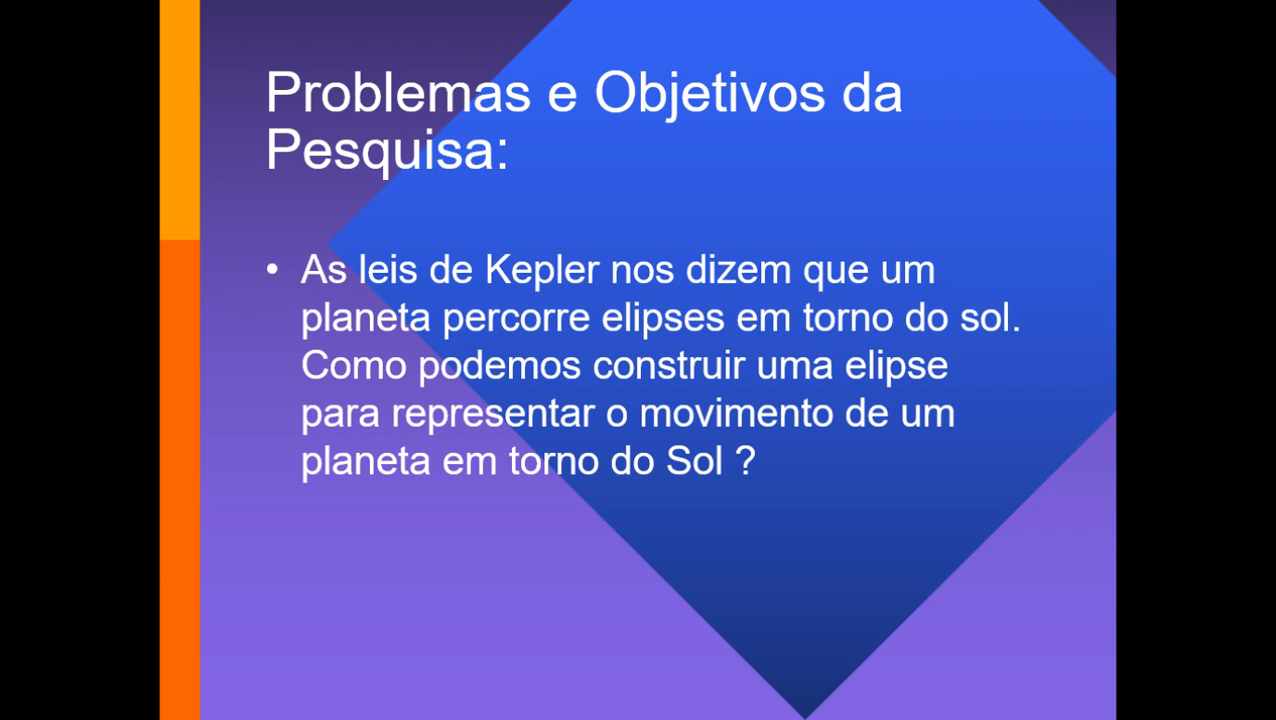 Problemas e Objetivos da
Pesquisa:
• As leis de Kepler nos dizem que um
planeta percorre elipses em torno do sol.
Como podemos construir uma elipse
para representar o movimento de um
planeta em torno do Sol ?